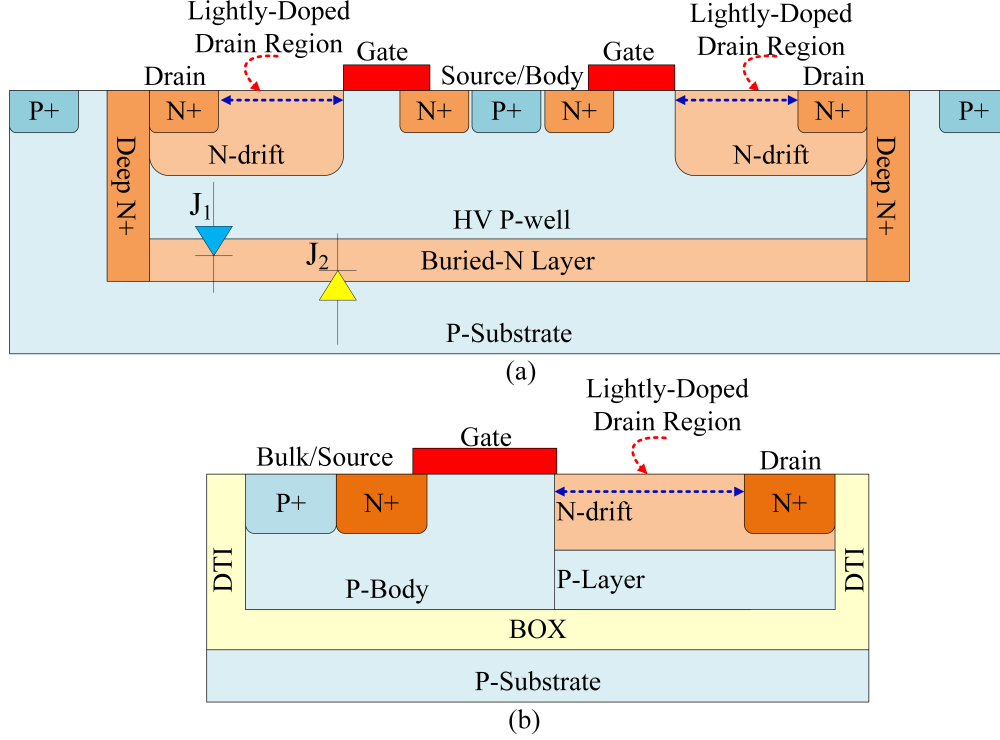 Lightly-Doped
Drain Region
Lightly-Doped
Drain Region
Gate
Gate
Drain
Source/Body
Drain
P+
N+
N+
P+
N+
N+
P+
N-drift
N-drift
Deep N+
Deep N+
J1
HV P-well
J2
Buried-N Layer
P-Substrate
(a)
Lightly-Doped
Drain Region
Gate
Bulk/Source
Drain
P+
N+
N-drift
N+
DTI
DTI
P-Body
P-Layer
BOX
P-Substrate
(b)